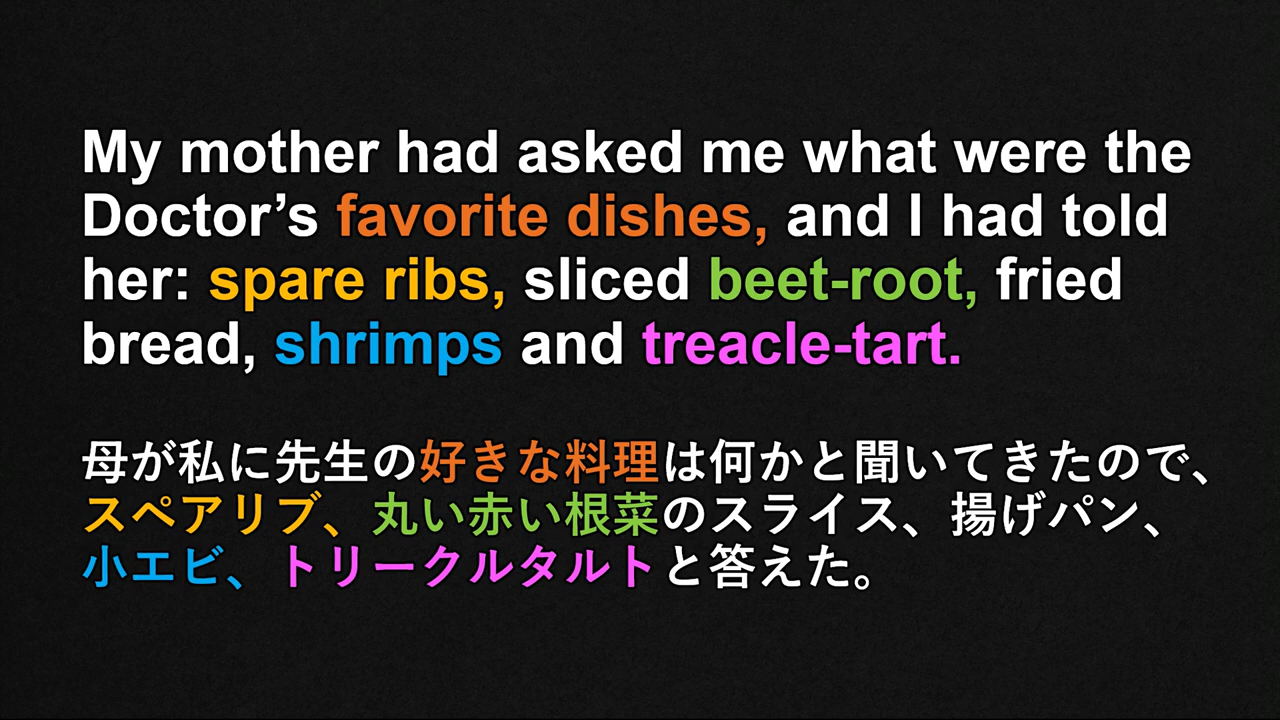 My mother had asked me what were the
Doctor’s favorite dishes, and I had told
her: spare ribs, sliced beet-root, fried
bread, shrimps and treacle-tart.
母が私に先生の好きな料理は何かと聞いてきたので、
スペアリブ、丸い赤い根菜のスライス、揚げパン、
小エビ、トリークルタルトと答えた。